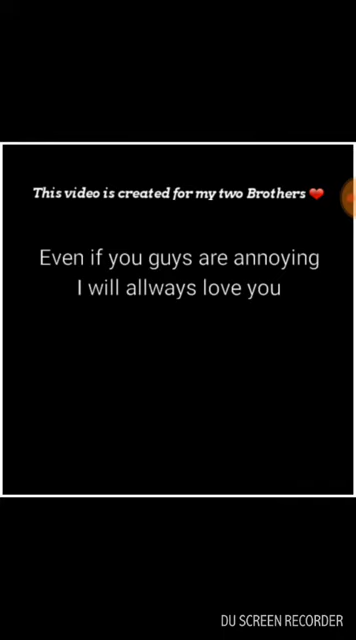 This video is created for my two Brothers ❤
Even if you guys are annoying
I will allways love you
DU SCREEN RECORDER